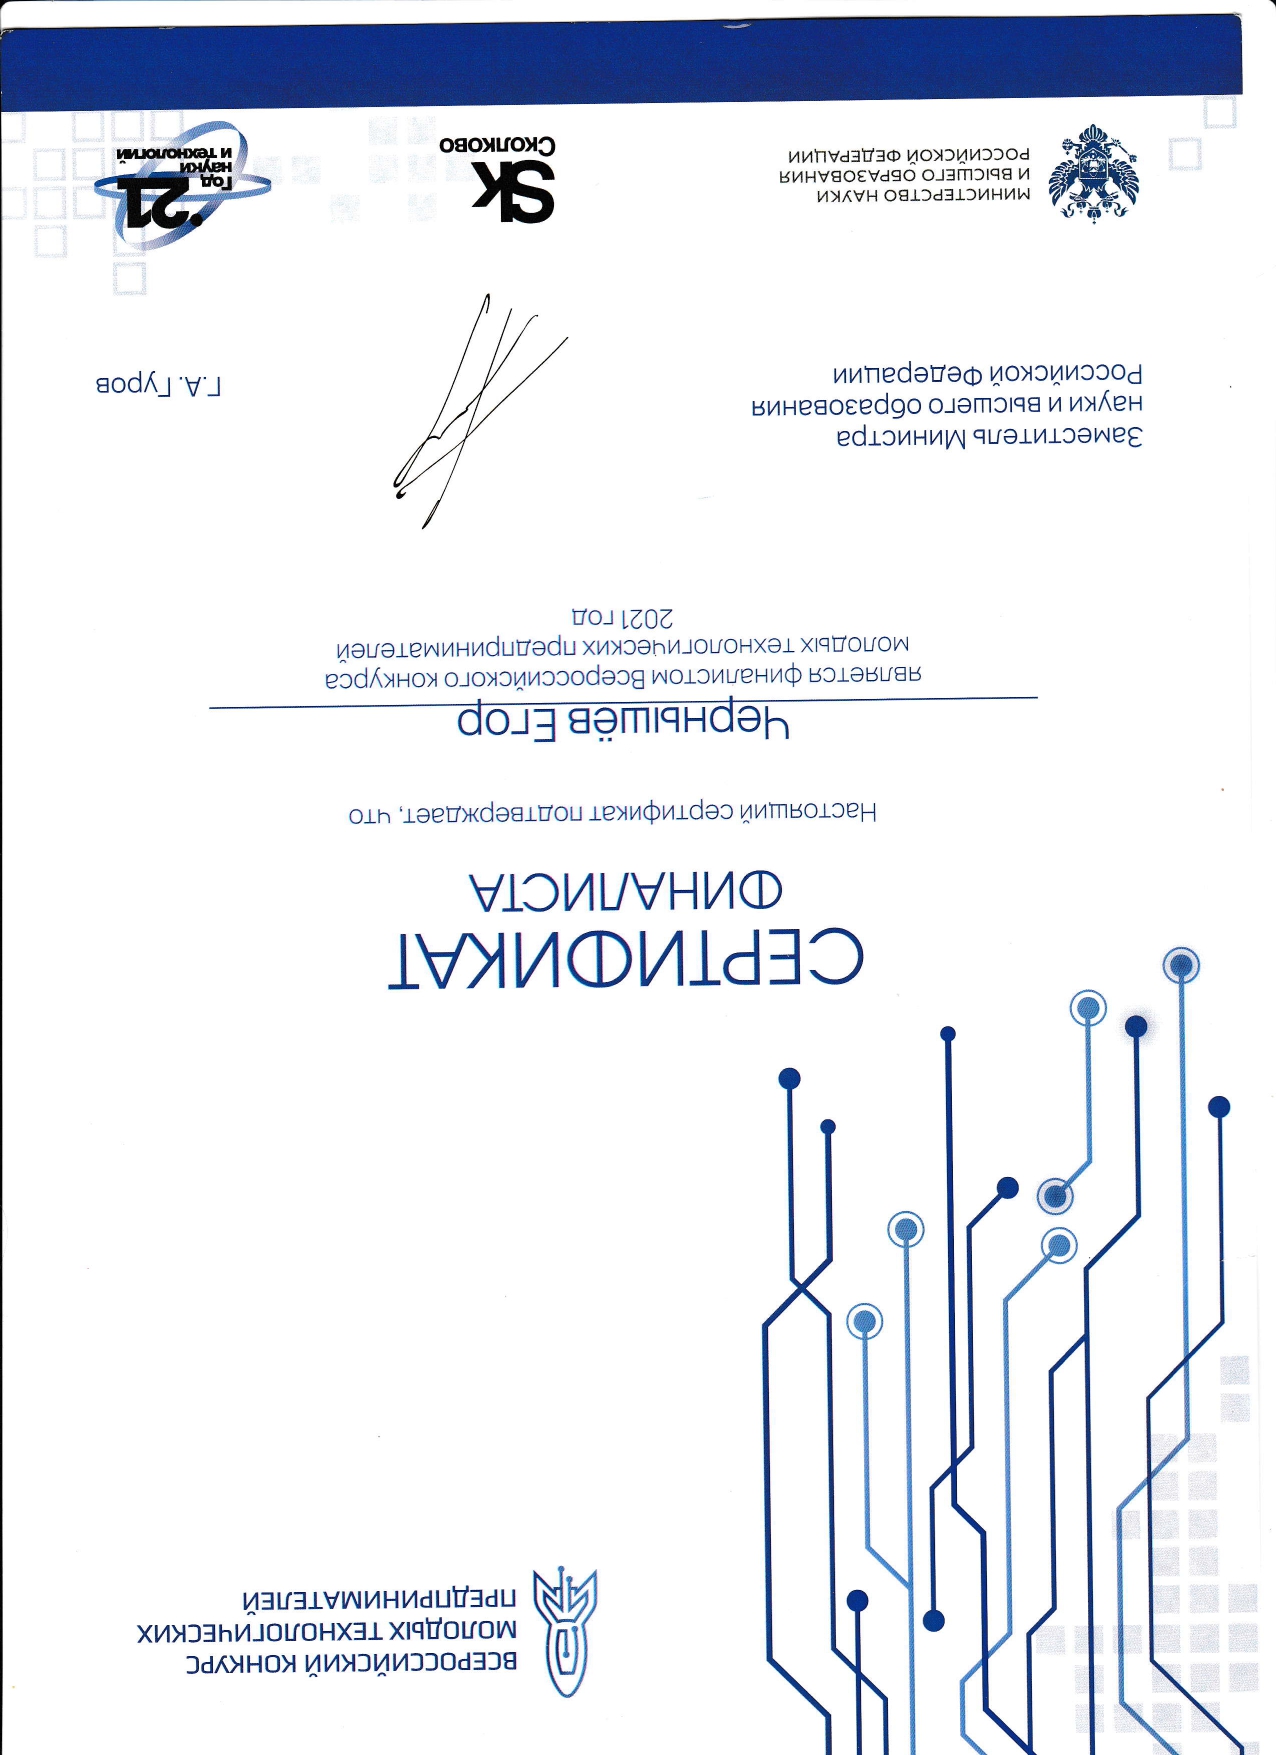 ВСЕРОССИЙСКИЙ КОНКУРС
МОЛОДЫХ ТЕХНОЛОГИЧЕСКИХ
ПРЕДПРИНИМАТЕЛЕЙ
СЕРТИФИКАТ
ФИНАЛИСТА
Настоящий сертификат подтверждает, что
Чернышёв Егор
является финалистом Всероссийского конкурса
молодых технологических предпринимателей
2021 год
Заместитель Министра
науки и высшего образования
Российской Федерации
Г.А. Гуров
МИНИСТЕРСТВО НАУКИ
И ВЫСШЕГО ОБРАЗОВАНИЯ
РОССИЙСКОЙ ФЕДЕРАЦИИ
Sk
Сколково
'21
Год
науки
и технологий